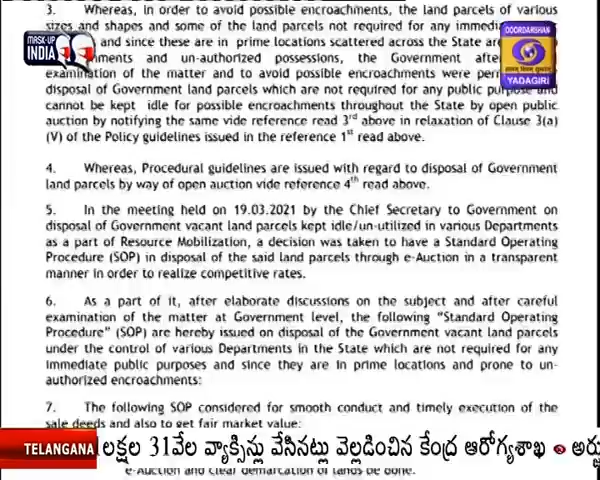 3. Whereas, in order to avoid possible encroachments, the land parcels of various
sizes and shapes and some of the land parcels not required for any
and since these are in prime locations scattered across the State are
and un-authorized possessions, the Government
examination of the matter and to avoid possible encroachments were
disposal of Government land parcels which are not required for any public purpose and
cannot be kept idle for possible encroachments throughout the State by open public
auction by notifying the same vide reference read 3rd above in relaxation of Clause 3(a)
(V) of the Policy guidelines issued in the reference 1st read above.
4. Whereas, Procedural guidelines are issued with regard to disposal of Government
land parcels by way of open auction vide reference 4th read above.
5. In the meeting held on 19.03.2021 by the Chief Secretary to Government on
disposal of Government vacant land parcels kept idle/un-utilized in various Departments
as a part of Resource Mobilization, a decision was taken to have a Standard Operating
Procedure (SOP) in disposal of the said land parcels through e-Auction in a transparent
manner in order to realize competitive rates.
6. As a part of it, after elaborate discussions on the subject and after careful
examination of the matter at Government level, the following "Standard Operating
Procedure" (SOP) are hereby issued on disposal of the Government vacant land parcels
under the control of various Departments in the State which are not required for any
immediate public purposes and since they are in prime locations and prone to un-
authorized encroachments:
7. The following SOP considered for smooth conduct and timely execution of the
sale deeds and also to get fair market value:
e-Auction and clear demarcation of lands be done.
MASK-UP
INDIA
DOORDARSHAN
YADAGIRI
TELANGANA
లక్షల 31వేల వ్యాక్సిన్లు వేసినట్లు వెల్లడించిన కేంద్ర ఆరోగ్యశాఖ